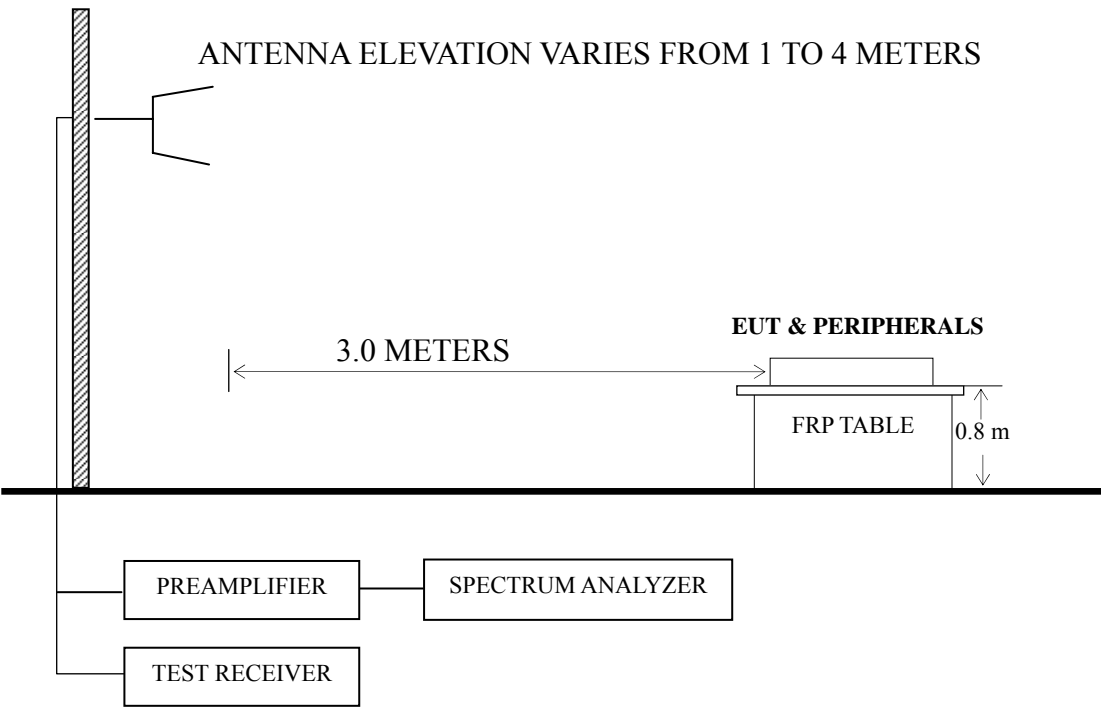 ANTENNA ELEVATION VARIES FROM 1 TO 4 METERS
EUT & PERIPHERALS
3.0 METERS
FRP TABLE
0.8 m
PREAMPLIFIER
SPECTRUM ANALYZER
TEST RECEIVER